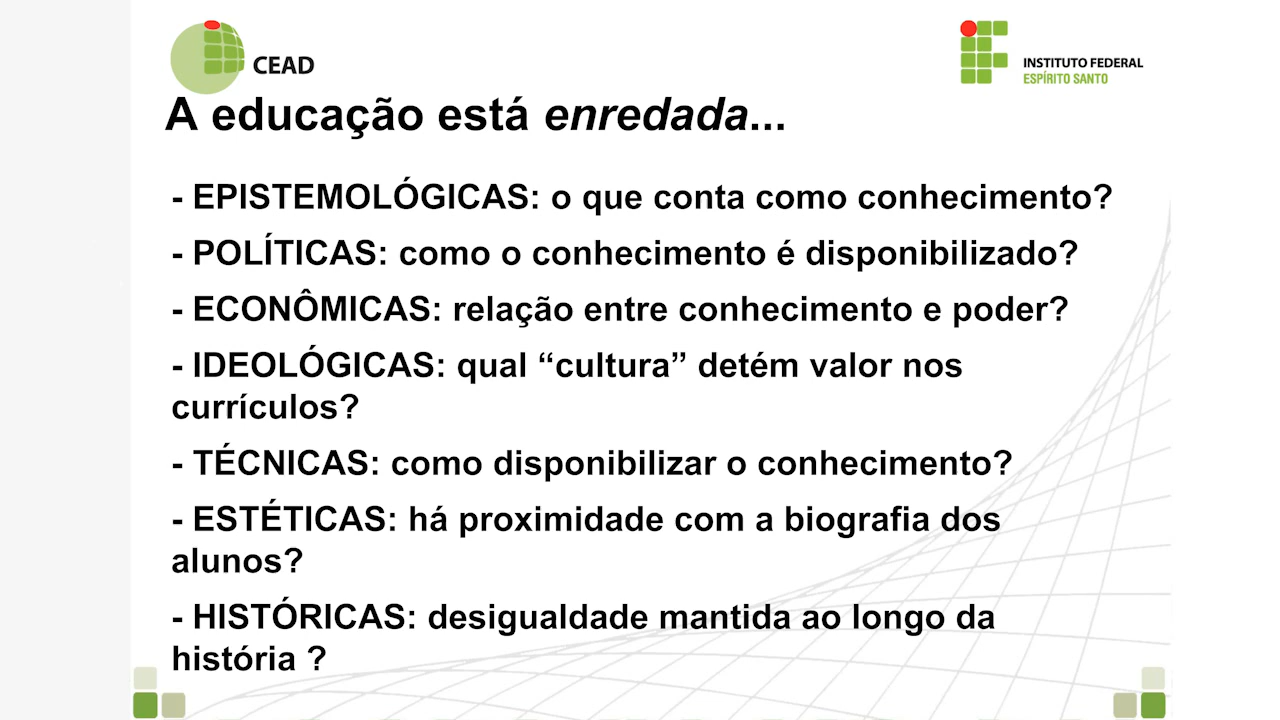 CEAD
INSTITUTO FEDERAL
ESPÍRITO SANTO
A educação está enredada...
- EPISTEMOLÓGICAS: o que conta como conhecimento?
- POLÍTICAS: como o conhecimento é disponibilizado?
- ECONÔMICAS: relação entre conhecimento e poder?
- IDEOLÓGICAS: qual “cultura” detém valor nos
currículos?
- TÉCNICAS: como disponibilizar o conhecimento?
- ESTÉTICAS: há proximidade com a biografia dos
alunos?
- HISTÓRICAS: desigualdade mantida ao longo da
história ?